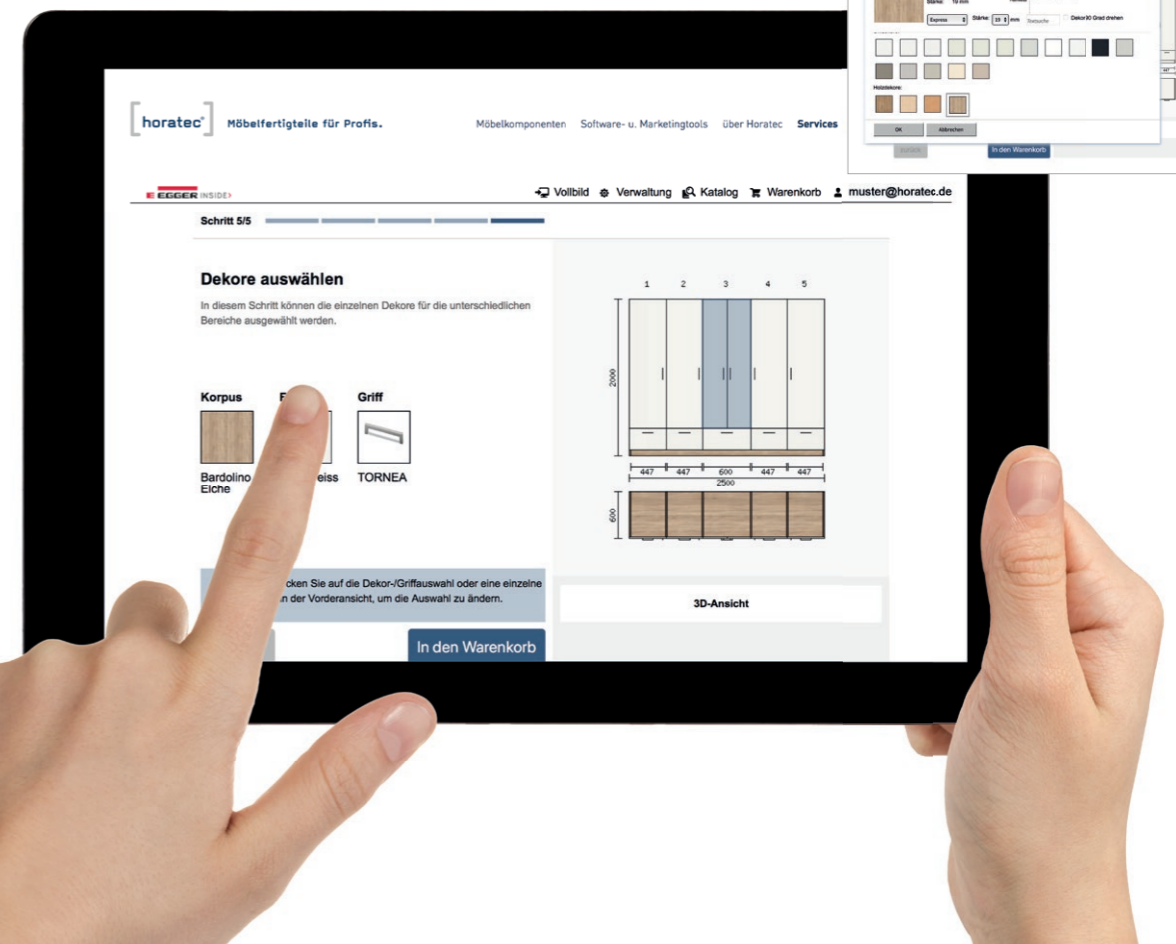 Stärke: 19 mm
Express Stärke: 19 mm Textsuche Dekor 90 Grad drehen
Holzdekore:
OK Abbrechen
zurück In den Warenkorb
[horatec°] Möbelfertigteile für Profis.
Möbelkomponenten Software- u. Marketingtools über Horatec Services
EGGER INSIDE>
Vollbild Verwaltung Katalog Warenkorb muster@horatec.de
Schritt 5/5
Dekore auswählen
In diesem Schritt können die einzelnen Dekore für die unterschiedlichen
Bereiche ausgewählt werden.
1 2 3 4 5
2000
Korpus F Griff
Bardolino eiss TORNEA
Eiche
447 447 600 447 447
2500
600
cken Sie auf die Dekor-/Griffauswahl oder eine einzelne
n der Vorderansicht, um die Auswahl zu ändern.
3D-Ansicht
In den Warenkorb